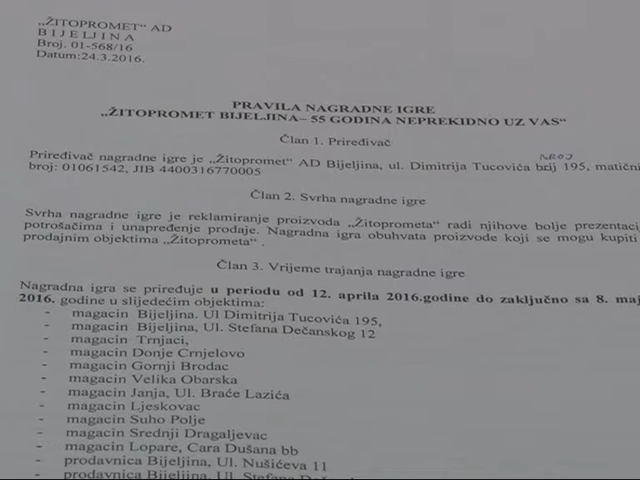 „ŽITOPROMET“ AD
B I J E L J I N A
Broj. 01-568/16
Datum:24.3.2016.
PRAVILA NAGRADNE IGRE
„ŽITOPROMET BIJELJINA– 55 GODINA NEPREKIDNO UZ VAS“
Član 1. Priređivač
Priređivač nagradne igre je „Žitopromet“ AD Bijeljina, ul. Dimitrija Tucovića brij 195, matični
broj: 01061542, JIB 4400316770005
Član 2. Svrha nagradne igre
Svrha nagradne igre je reklamiranje proizvoda „Žitoprometa“ radi njihove bolje prezentaci
potrošačima i unapređenje prodaje. Nagradna igra obuhvata proizvode koji se mogu kupiti
prodajnim objektima „Žitoprometa“ .
Član 3. Vrijeme trajanja nagradne igre
Nagradna igra se priređuje u periodu od 12. aprila 2016.godine do zaključno sa 8. maj
2016. godine u slijedećim objektima:
- magacin Bijeljina. Ul Dimitrija Tucovića 195,
- magacin Bijeljina, Ul. Stefana Dečanskog 12
- magacin Trnjaci,
- magacin Donje Crnjelovo
- magacin Gornji Brodac
- magacin Velika Obarska
- magacin Janja, Ul. Braće Lazića
- magacin Ljeskovac
- magacin Suho Polje
- magacin Srednji Dragaljevac
- magacin Lopare, Cara Dušana bb
- prodavnica Bijeljina, Ul. Nušićeva 11
- prodavnica Bijeljina, Ul. Stefana